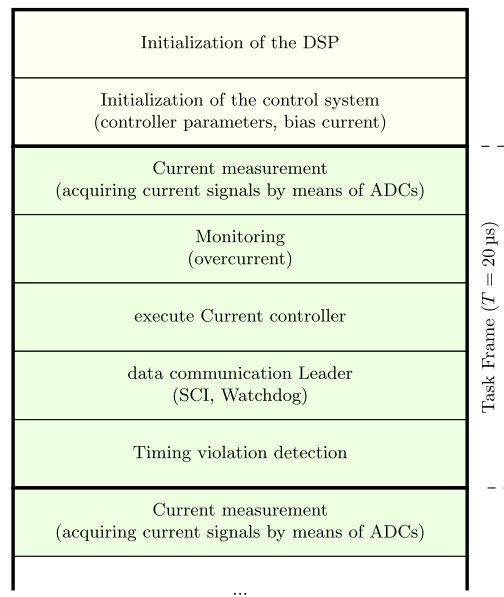 Initialization of the DSP
Initialization of the control system
(controller parameters, bias current)
Current measurement
(acquiring current signals by means of ADCs)
Monitoring
(overcurrent)
execute Current controller
data communication Leader
(SCI, Watchdog)
Timing violation detection
Current measurement
(acquiring current signals by means of ADCs)
...
Task Frame (T = 20 µs)